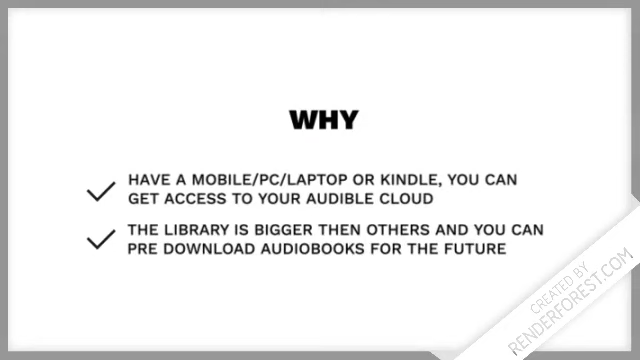 WHY
HAVE A MOBILE/PC/LAPTOP OR KINDLE, YOU CAN
GET ACCESS TO YOUR AUDIBLE CLOUD
THE LIBRARY IS BIGGER THEN OTHERS AND YOU CAN
PRE DOWNLOAD AUDIOBOOKS FOR THE FUTURE
CREATED BY
RENDERFOREST.COM